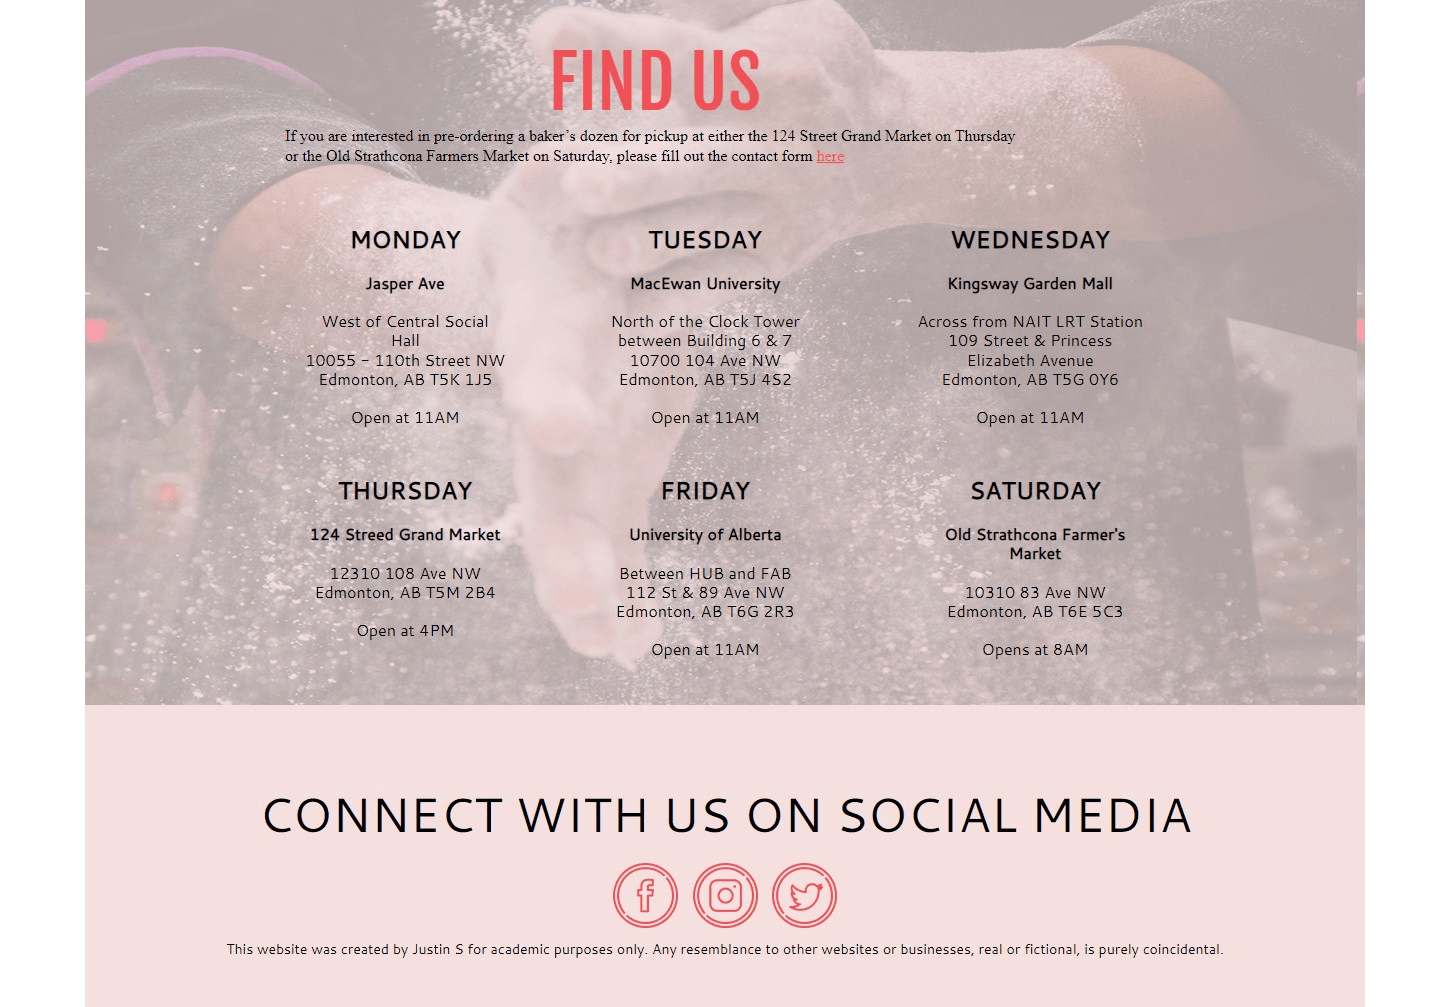 FIND US
If you are interested in pre-ordering a baker’s dozen for pickup at either the 124 Street Grand Market on Thursday
or the Old Strathcona Farmers Market on Saturday, please fill out the contact form here
MONDAY
Jasper Ave
West of Central Social
Hall
10055 - 110th Street NW
Edmonton, AB T5K 1J5
Open at 11AM
TUESDAY
MacEwan University
North of the Clock Tower
between Building 6 & 7
10700 104 Ave NW
Edmonton, AB T5J 4S2
Open at 11AM
WEDNESDAY
Kingsway Garden Mall
Across from NAIT LRT Station
109 Street & Princess
Elizabeth Avenue
Edmonton, AB T5G 0Y6
Open at 11AM
THURSDAY
124 Streed Grand Market
12310 108 Ave NW
Edmonton, AB T5M 2B4
Open at 4PM
FRIDAY
University of Alberta
Between HUB and FAB
112 St & 89 Ave NW
Edmonton, AB T6G 2R3
Open at 11AM
SATURDAY
Old Strathcona Farmer's
Market
10310 83 Ave NW
Edmonton, AB T6E 5C3
Opens at 8AM
CONNECT WITH US ON SOCIAL MEDIA
This website was created by Justin S for academic purposes only. Any resemblance to other websites or businesses, real or fictional, is purely coincidental.